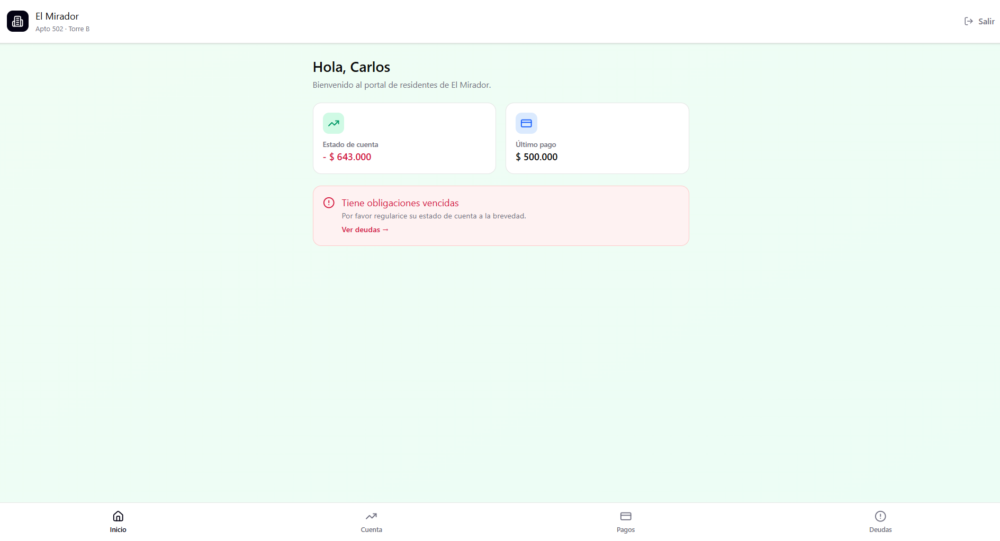 El Mirador
Apto 502 · Torre B
Salir
Hola, Carlos
Bienvenido al portal de residentes de El Mirador.
Estado de cuenta
- $ 643.000
Último pago
$ 500.000
Tiene obligaciones vencidas
Por favor regularice su estado de cuenta a la brevedad.
Ver deudas →
Inicio
Cuenta
Pagos
Deudas